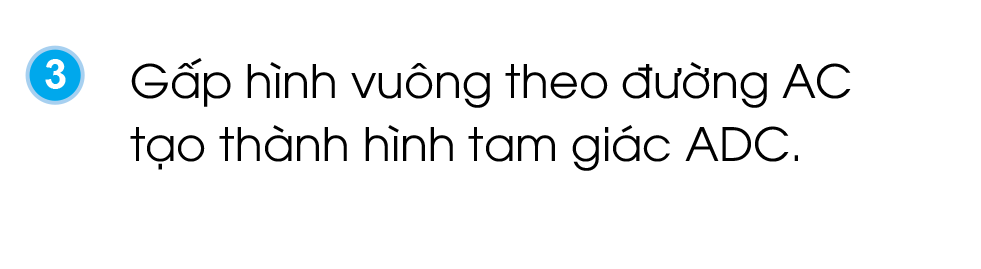 3 Gấp hình vuông theo đường AC
tạo thành hình tam giác ADC.